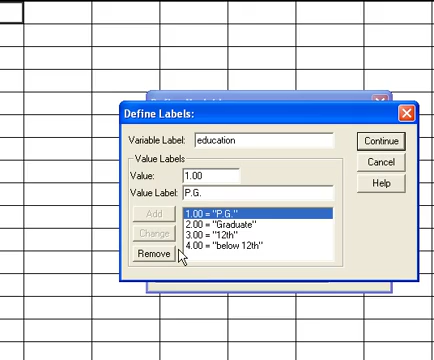 Define Labels:
Variable Label: education
Continue
Value Labels
Cancel
Value: 1.00
Help
Value Label: P.G.
Add
1.00 = "P.G."
2.00 = "Graduate"
Change
3.00 = "12th"
4.00 = "below 12th"
Remove